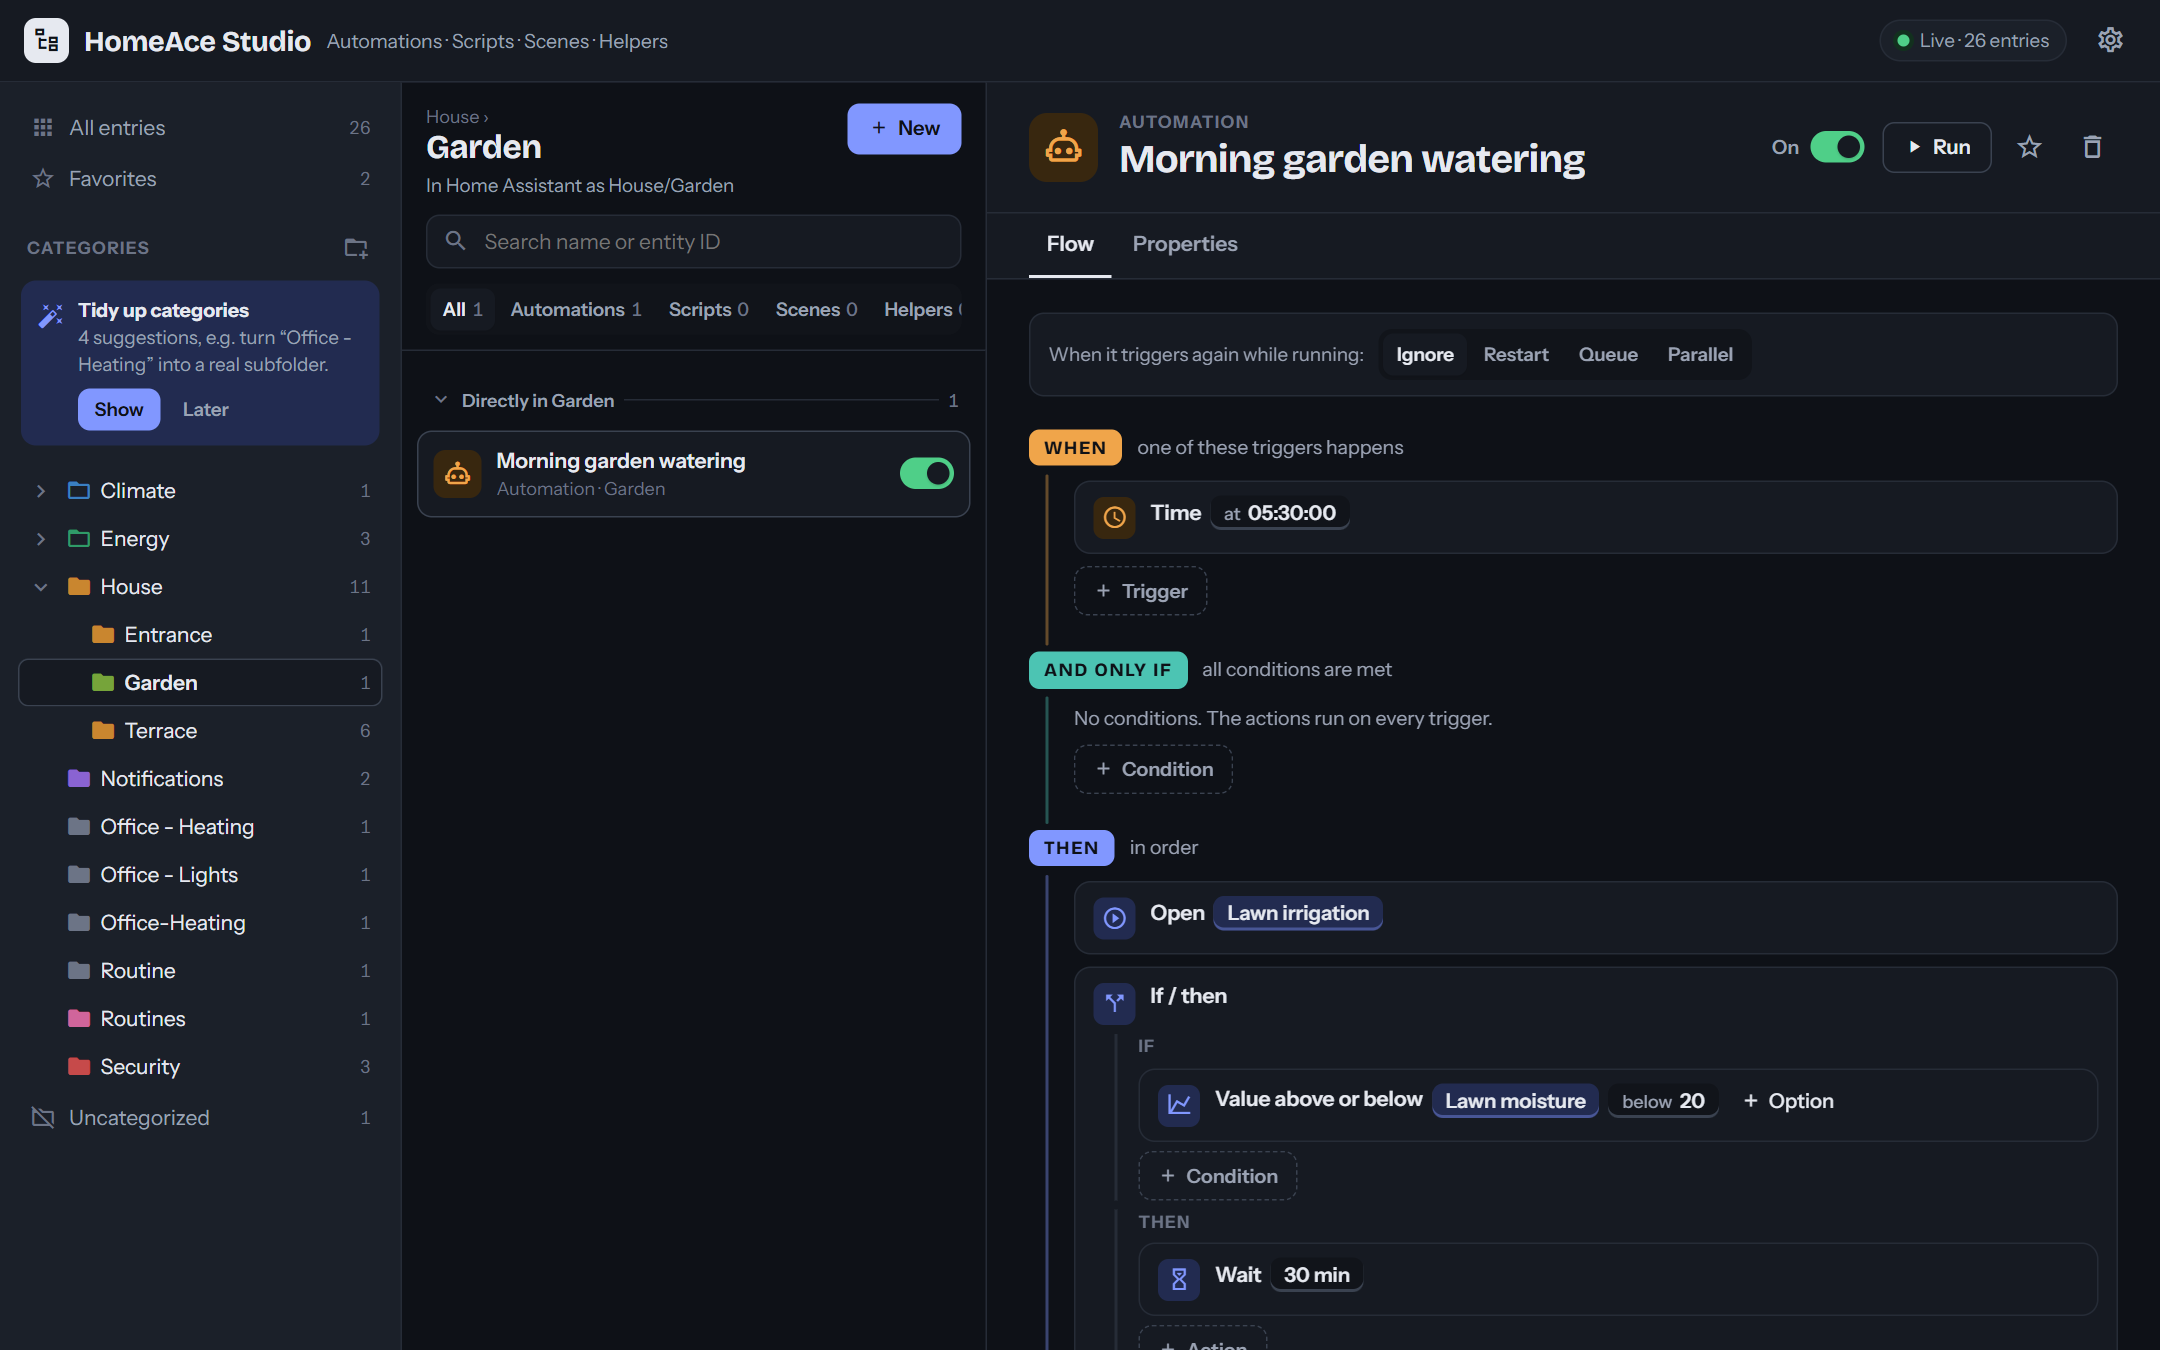 HomeAce Studio Automations · Scripts · Scenes · Helpers
Live · 26 entries
All entries 26
Favorites 2
CATEGORIES
Tidy up categories
4 suggestions, e.g. turn “Office -
Heating” into a real subfolder.
Show Later
Climate 1
Energy 3
House 11
Entrance 1
Garden 1
Terrace 6
Notifications 2
Office - Heating 1
Office - Lights 1
Office-Heating 1
Routine 1
Routines 1
Security 3
Uncategorized 1
House ›
Garden
+ New
In Home Assistant as House/Garden
Search name or entity ID
All 1 Automations 1 Scripts 0 Scenes 0 Helpers
Directly in Garden 1
Morning garden watering
Automation · Garden
AUTOMATION
Morning garden watering
On
Run
Flow Properties
When it triggers again while running: Ignore Restart Queue Parallel
WHEN one of these triggers happens
Time at 05:30:00
+ Trigger
AND ONLY IF all conditions are met
No conditions. The actions run on every trigger.
+ Condition
THEN in order
Open Lawn irrigation
If / then
IF
Value above or below Lawn moisture below 20 + Option
+ Condition
THEN
Wait 30 min
+ Action